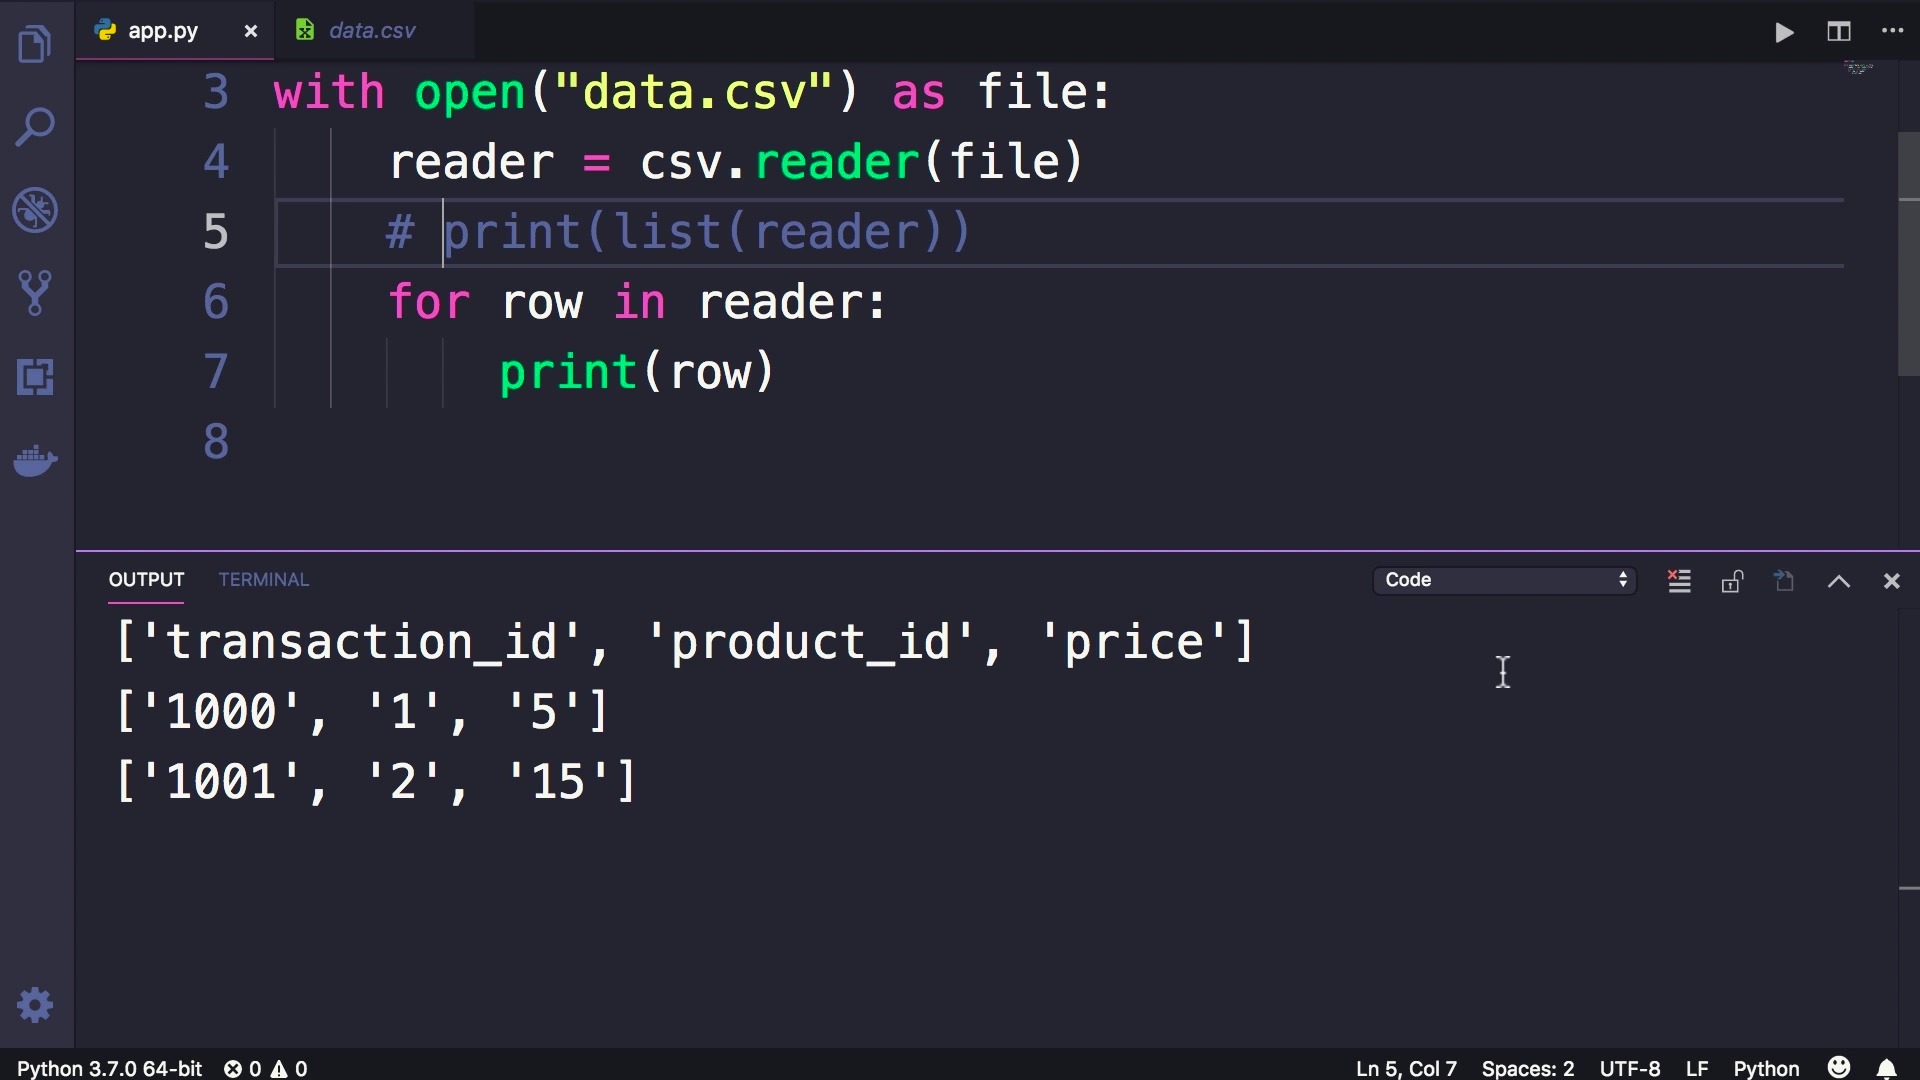 app.py data.csv
3 with open("data.csv") as file:
4 reader = csv.reader(file)
5 # print(list(reader))
6 for row in reader:
7 print(row)
8
OUTPUT TERMINAL Code
['transaction_id', 'product_id', 'price']
['1000', '1', '5']
['1001', '2', '15']
Python 3.7.0 64-bit 0 0 Ln 5, Col 7 Spaces: 2 UTF-8 LF Python